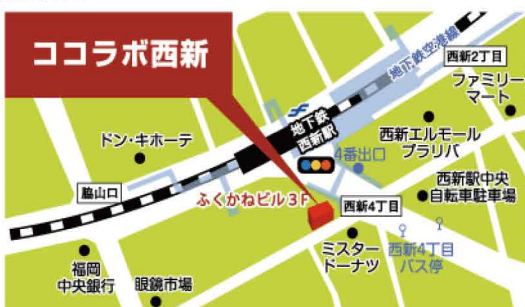 ココラボ西新
地下鉄空港線
西新2丁目
ファミリー
マート
ドン・キホーテ
地下鉄
西新駅
西新エルモール
プラリバ
4番出口
西新駅中央
自転車駐車場
脇山口
ふくかねビル3F
西新4丁目
ミスター
ドーナツ
西新4丁目
バス停
福岡
中央銀行
眼鏡市場